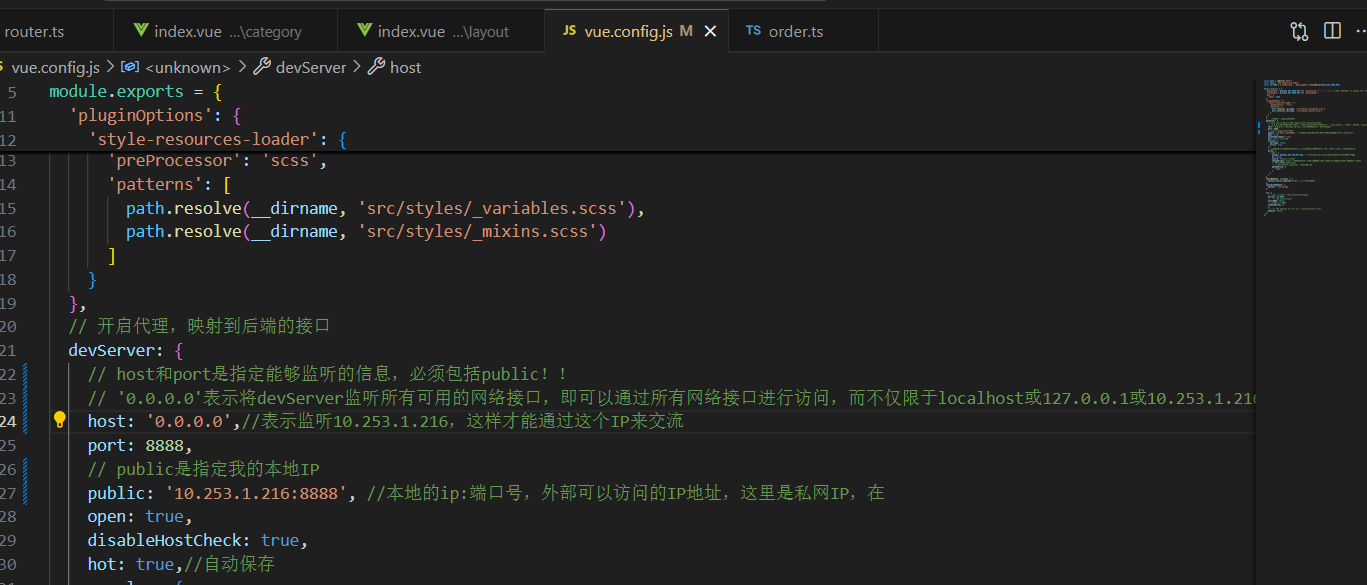 router.ts
index.vue ...\category
index.vue ...\layout
JS vue.config.js M
TS order.ts
vue.config.js > <unknown> > devServer > host
5 module.exports = {
11 'pluginOptions': {
12 'style-resources-loader': {
13 'preProcessor': 'scss',
14 'patterns': [
15 path.resolve(__dirname, 'src/styles/_variables.scss'),
16 path.resolve(__dirname, 'src/styles/_mixins.scss')
17 ]
18 }
19 },
20 // 开启代理，映射到后端的接口
21 devServer: {
22 // host和port是指定能够监听的信息，必须包括public！！
23 // '0.0.0.0'表示将devServer监听所有可用的网络接口，即可以通过所有网络接口进行访问，而不仅限于localhost或127.0.0.1或10.253.1.216
24 host: '0.0.0.0',//表示监听10.253.1.216，这样才能通过这个IP来交流
25 port: 8888,
26 // public是指定我的本地IP
27 public: '10.253.1.216:8888', //本地的ip:端口号，外部可以访问的IP地址，这里是私网IP，在
28 open: true,
29 disableHostCheck: true,
30 hot: true,//自动保存